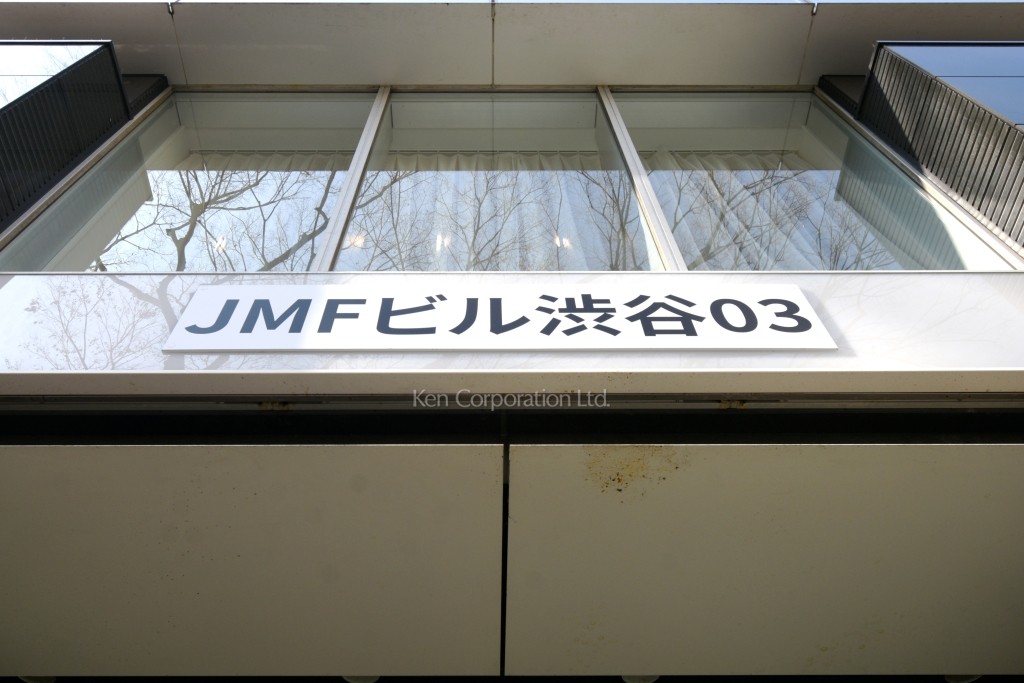 JMFビル渋谷03
Ken Corporation Ltd.